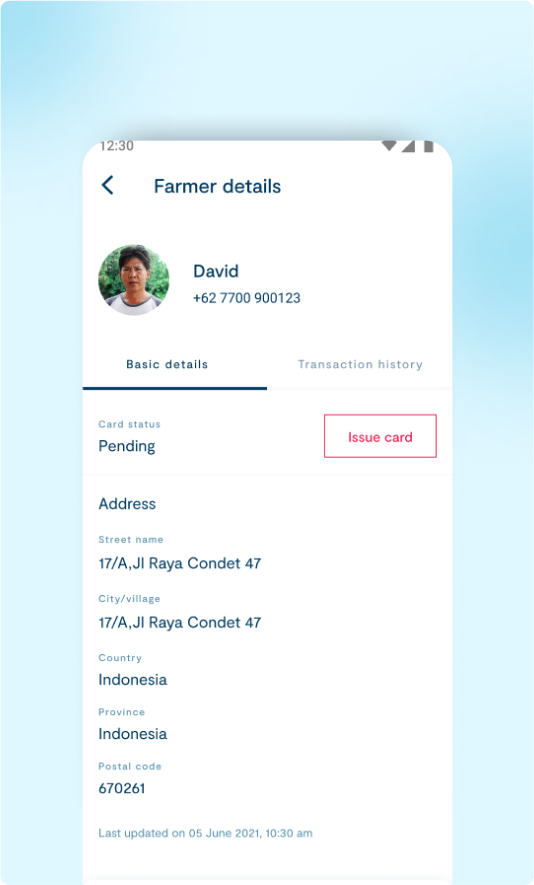 12:30
Farmer details
David
+62 7700 900123
Basic details
Transaction history
Card status
Pending
Issue card
Address
Street name
17/A,Jl Raya Condet 47
City/village
17/A,Jl Raya Condet 47
Country
Indonesia
Province
Indonesia
Postal code
670261
Last updated on 05 June 2021, 10:30 am